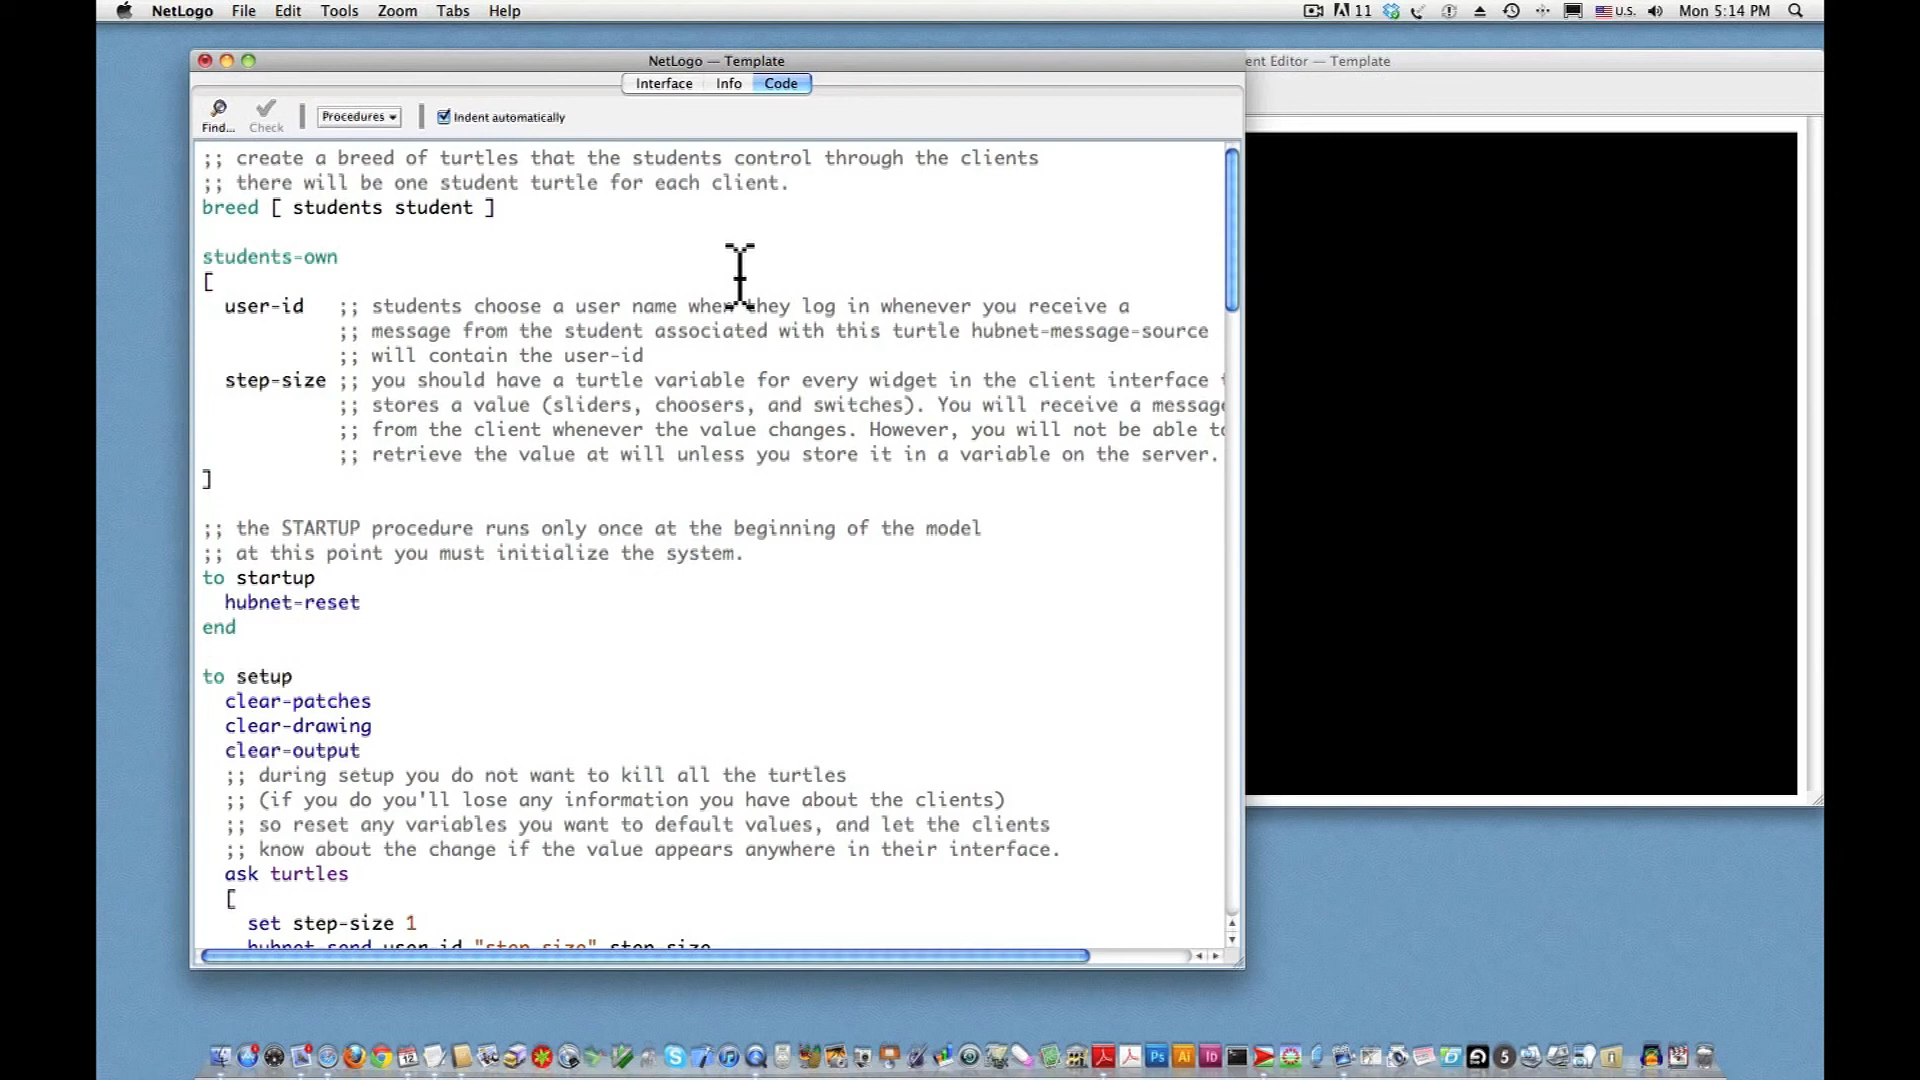 NetLogo File Edit Tools Zoom Tabs Help 11 U.S. Mon 5:14 PM
NetLogo — Template
ent Editor — Template
Interface Info Code
Find... Check Procedures Indent automatically
;; create a breed of turtles that the students control through the clients
;; there will be one student turtle for each client.
breed [ students student ]
students-own
[
user-id ;; students choose a user name when they log in whenever you receive a
;; message from the student associated with this turtle hubnet-message-source
;; will contain the user-id
step-size ;; you should have a turtle variable for every widget in the client interface
;; stores a value (sliders, choosers, and switches). You will receive a message
;; from the client whenever the value changes. However, you will not be able to
;; retrieve the value at will unless you store it in a variable on the server.
]
;; the STARTUP procedure runs only once at the beginning of the model
;; at this point you must initialize the system.
to startup
hubnet-reset
end
to setup
clear-patches
clear-drawing
clear-output
;; during setup you do not want to kill all the turtles
;; (if you do you'll lose any information you have about the clients)
;; so reset any variables you want to default values, and let the clients
;; know about the change if the value appears anywhere in their interface.
ask turtles
[
set step-size 1
hubnet-send user-id "step-size" step-size